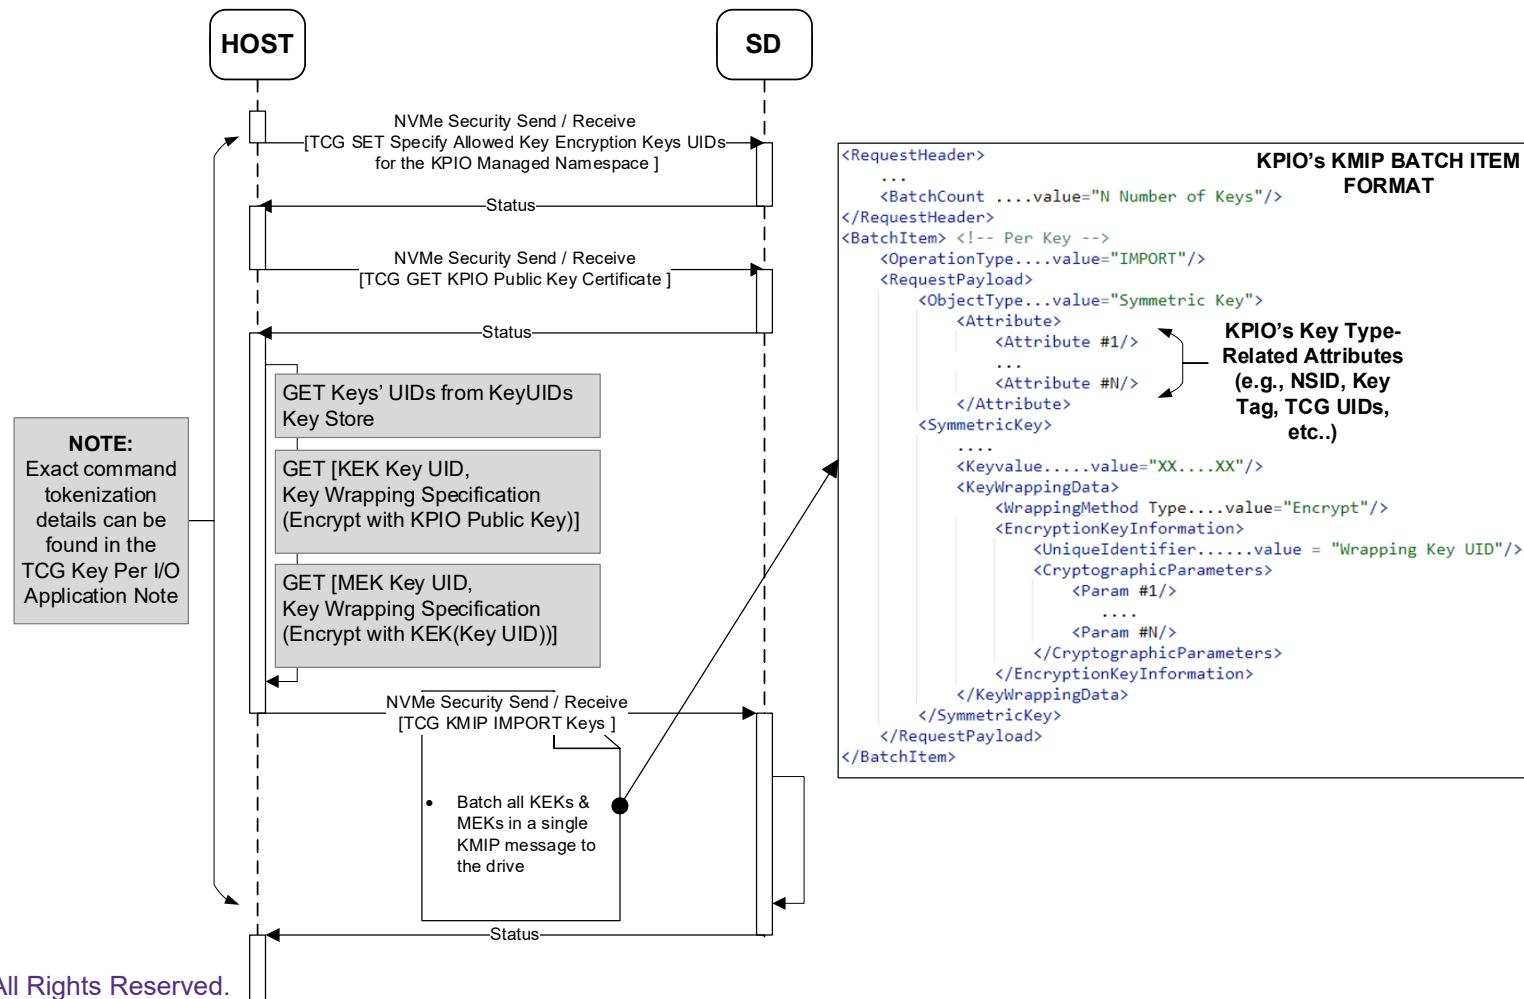 HOST
SD
NVMe Security Send / Receive
[TCG SET Specify Allowed Key Encryption Keys UIDs
for the KPIO Managed Namespace ]
Status
NVMe Security Send / Receive
[TCG GET KPIO Public Key Certificate ]
Status
GET Keys’ UIDs from KeyUIDs
Key Store
GET [KEK Key UID,
Key Wrapping Specification
(Encrypt with KPIO Public Key)]
GET [MEK Key UID,
Key Wrapping Specification
(Encrypt with KEK(Key UID))]
NOTE:
Exact command
tokenization
details can be
found in the
TCG Key Per I/O
Application Note
NVMe Security Send / Receive
[TCG KMIP IMPORT Keys ]
• Batch all KEKs &
MEKs in a single
KMIP message to
the drive
Status
KPIO’s KMIP BATCH ITEM
FORMAT
<RequestHeader>
...
<BatchCount ....value="N Number of Keys"/>
</RequestHeader>
<BatchItem> <!-- Per Key -->
<OperationType....value="IMPORT"/>
<RequestPayload>
<ObjectType...value="Symmetric Key">
<Attribute>
<Attribute #1/>
...
<Attribute #N/>
</Attribute>
<SymmetricKey>
....
<Keyvalue.....value="XX....XX"/>
<KeyWrappingData>
<WrappingMethod Type....value="Encrypt"/>
<EncryptionKeyInformation>
<UniqueIdentifier......value = "Wrapping Key UID"/>
<CryptographicParameters>
<Param #1/>
....
<Param #N/>
</CryptographicParameters>
</EncryptionKeyInformation>
</KeyWrappingData>
</SymmetricKey>
</RequestPayload>
</BatchItem>
KPIO’s Key Type-
Related Attributes
(e.g., NSID, Key
Tag, TCG UIDs,
etc..)
All Rights Reserved.